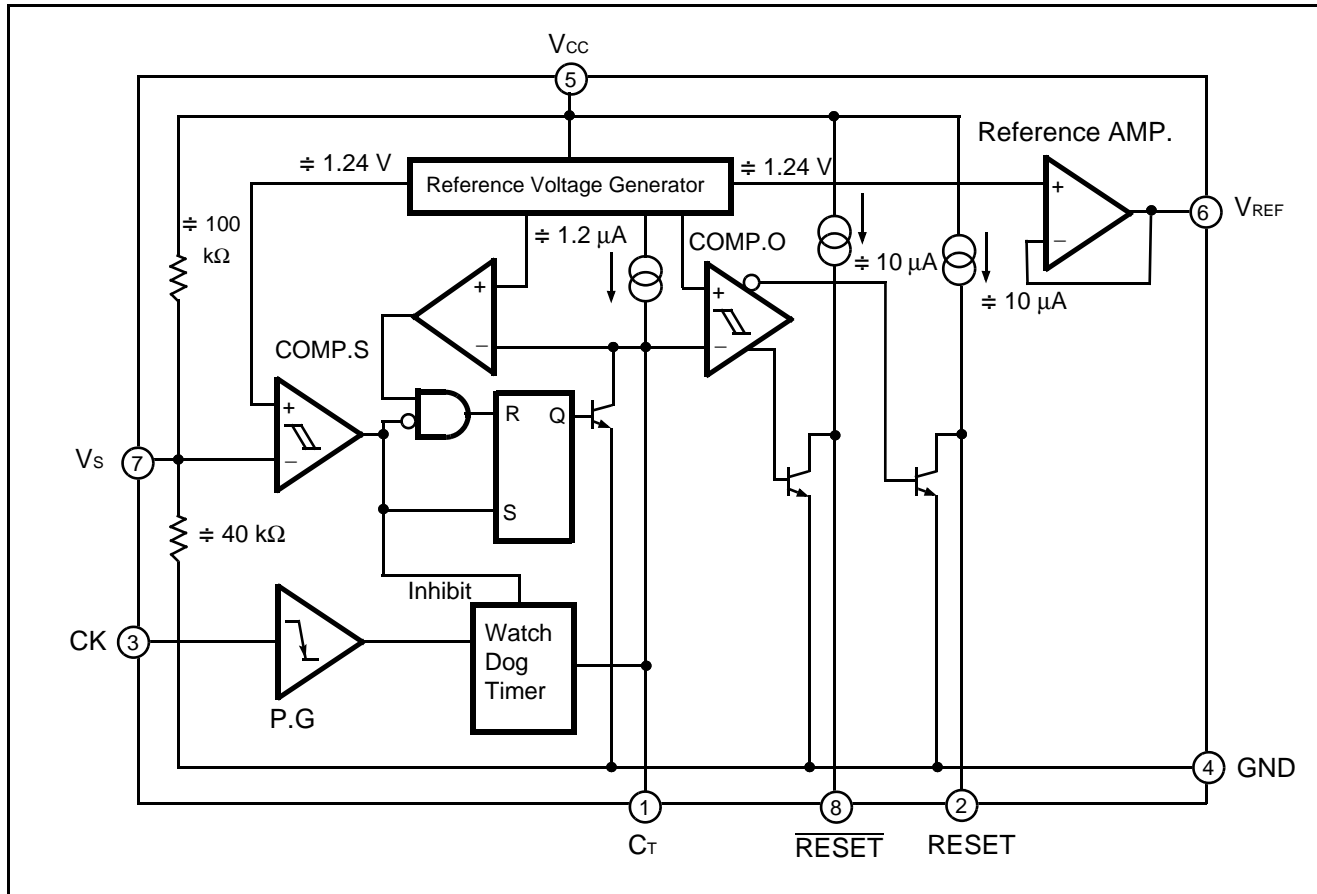 VCC
5
Reference AMP.
≑ 1.24 V
≑ 1.24 V
Reference Voltage Generator
+
−
6
VREF
≑ 100
kΩ
≑ 1.2 μA
COMP.O
≑ 10 μA
≑ 10 μA
+
−
+
−
COMP.S
+
−
R
Q
S
VS
7
≑ 40 kΩ
Inhibit
CK
3
Watch
Dog
Timer
P.G
4
GND
1
8
2
CT
RESET
RESET